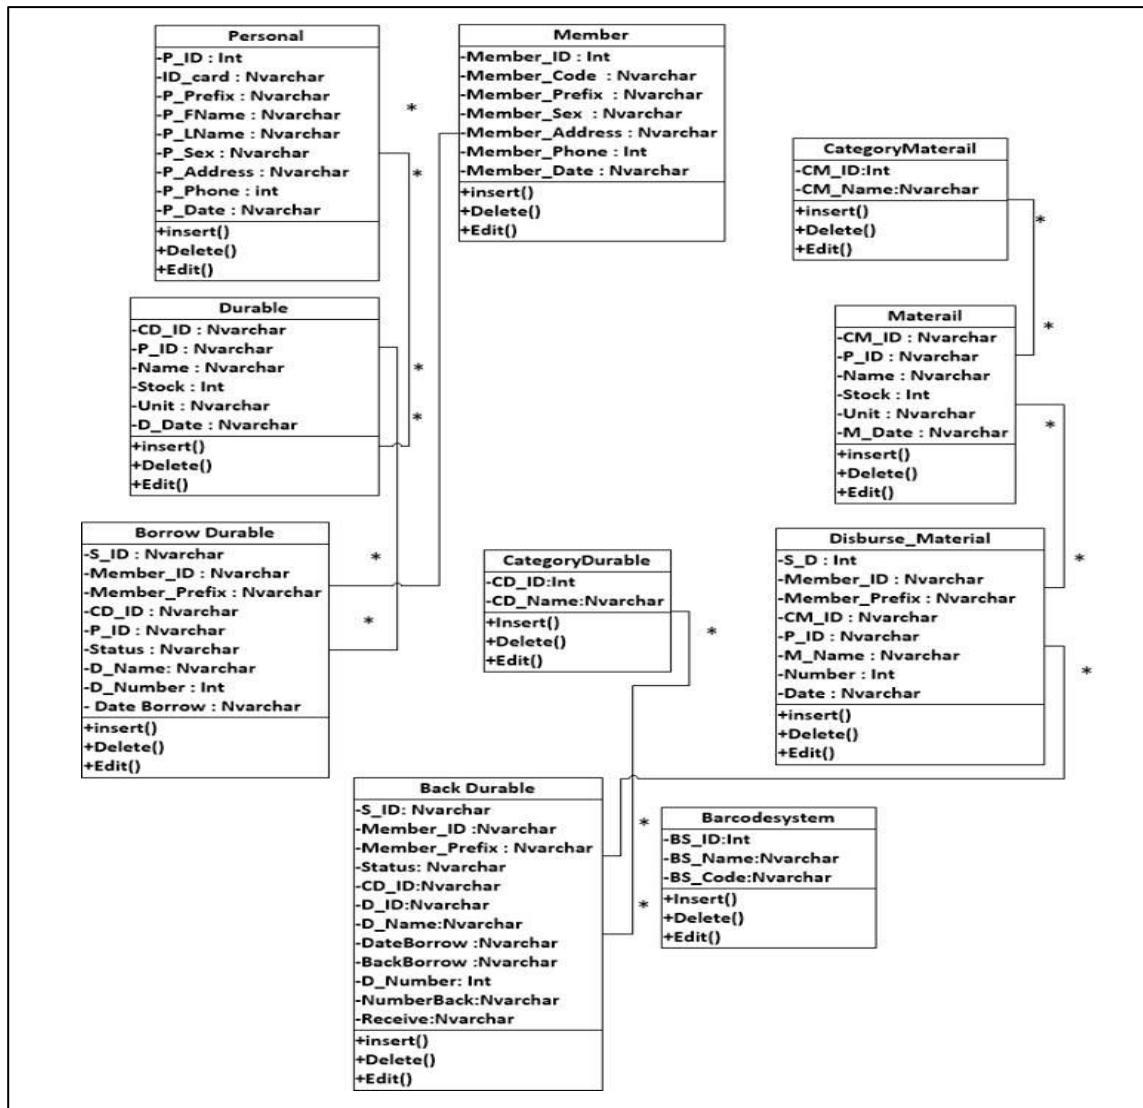 Personal
-P_ID : Int
-ID_card : Nvarchar
-P_Prefix : Nvarchar
-P_FName : Nvarchar
-P_LName : Nvarchar
-P_Sex : Nvarchar
-P_Address : Nvarchar
-P_Phone : int
-P_Date : Nvarchar
+insert()
+Delete()
+Edit()
*
*
Member
-Member_ID : Int
-Member_Code : Nvarchar
-Member_Prefix : Nvarchar
-Member_Sex : Nvarchar
-Member_Address : Nvarchar
-Member_Phone : Int
-Member_Date : Nvarchar
+insert()
+Delete()
+Edit()
CategoryMaterail
-CM_ID:Int
-CM_Name:Nvarchar
+insert()
+Delete()
+Edit()
*
Durable
-CD_ID : Nvarchar
-P_ID : Nvarchar
-Name : Nvarchar
-Stock : Int
-Unit : Nvarchar
-D_Date : Nvarchar
+insert()
+Delete()
+Edit()
*
*
Materail
-CM_ID : Nvarchar
-P_ID : Nvarchar
-Name : Nvarchar
-Stock : Int
-Unit : Nvarchar
-M_Date : Nvarchar
+insert()
+Delete()
+Edit()
*
*
Borrow Durable
-S_ID : Nvarchar
-Member_ID : Nvarchar
-Member_Prefix : Nvarchar
-CD_ID : Nvarchar
-P_ID : Nvarchar
-Status : Nvarchar
-D_Name: Nvarchar
-D_Number : Int
- Date Borrow : Nvarchar
+insert()
+Delete()
+Edit()
*
*
CategoryDurable
-CD_ID:Int
-CD_Name:Nvarchar
+Insert()
+Delete()
+Edit()
*
Disburse_Material
-S_D : Int
-Member_ID : Nvarchar
-Member_Prefix : Nvarchar
-CM_ID : Nvarchar
-P_ID : Nvarchar
-M_Name : Nvarchar
-Number : Int
-Date : Nvarchar
+insert()
+Delete()
+Edit()
*
*
Back Durable
-S_ID: Nvarchar
-Member_ID :Nvarchar
-Member_Prefix : Nvarchar
-Status: Nvarchar
-CD_ID:Nvarchar
-D_ID:Nvarchar
-D_Name:Nvarchar
-DateBorrow :Nvarchar
-BackBorrow :Nvarchar
-D_Number: Int
-NumberBack:Nvarchar
-Receive:Nvarchar
+insert()
+Delete()
+Edit()
*
*
Barcodesystem
-BS_ID:Int
-BS_Name:Nvarchar
-BS_Code:Nvarchar
+Insert()
+Delete()
+Edit()